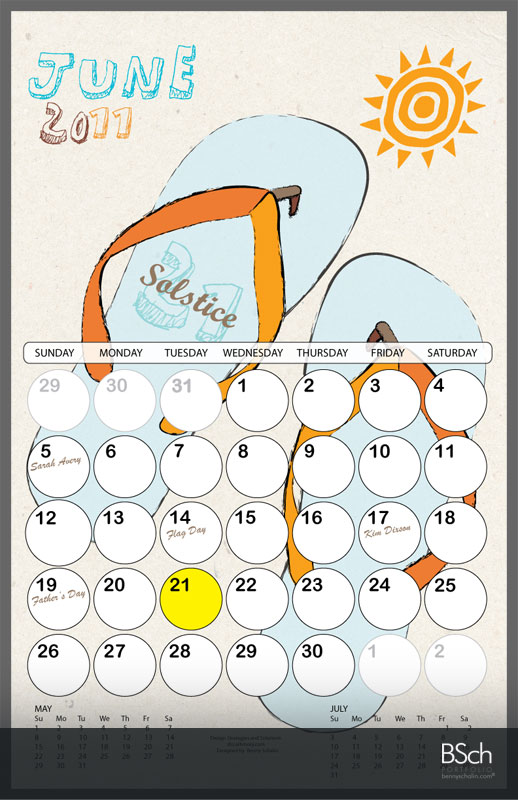 JUNE
2011
21
Solstice
SUNDAY MONDAY TUESDAY WEDNESDAY THURSDAY FRIDAY SATURDAY
29 30 31 1 2 3 4
5 6 7 8 9 10 11
Sarah Avery
12 13 14 15 16 17 18
Flag Day Kim Dirson
19 20 21 22 23 24 25
Father's Day
26 27 28 29 30 1 2
MAY JULY
Su Mo Tu We Th Fr Sa Su Mo Tu We Th Fr Sa
1 2 3 4 5 6 7 1 2
8 9 10 11 12 13 14 3 4 5 6 7 8 9
15 16 17 18 19 20 21 10 11 12 13 14 15 16
22 23 24 25 26 27 28 17 18 19 20 21 22 23
29 30 31 24 25 26 27 28 29 30
31
BSch
PORTFOLIO
bennyscholin.com